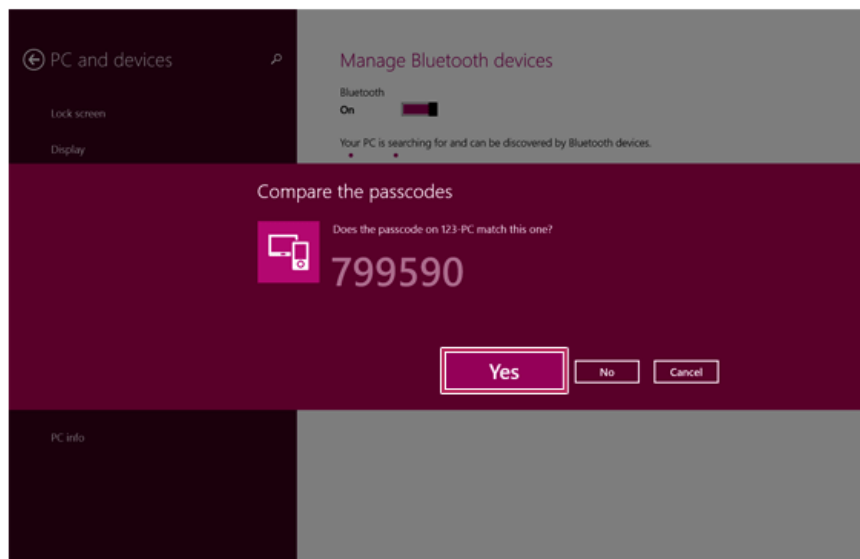 PC and devices
Lock screen
Display
PC info
Manage Bluetooth devices
Bluetooth
On
Your PC is searching for and can be discovered by Bluetooth devices.
Compare the passcodes
Does the passcode on 123-PC match this one?
799590
Yes
No
Cancel